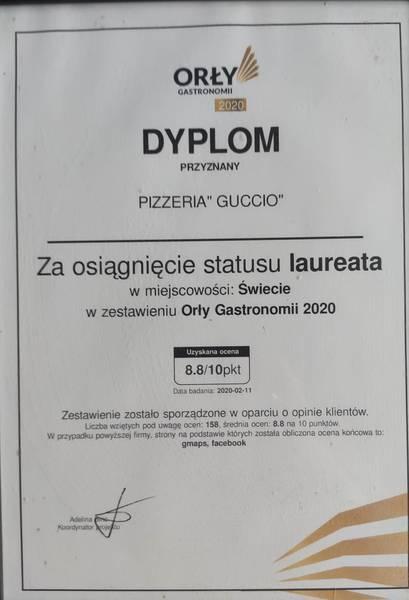 ORŁY
GASTRONOMII
2020
DYPLOM
PRZYZNANY
PIZZERIA" GUCCIO"
Za osiągnięcie statusu laureata
w miejscowości: Świecie
w zestawieniu Orły Gastronomii 2020
Uzyskana ocena
8.8/10pkt
Data badania: 2020-02-11
Zestawienie zostało sporządzone w oparciu o opinie klientów.
Liczba wziętych pod uwagę ocen: 158, średnia ocen: 8.8 na 10 punktów.
W przypadku powyższej firmy, strony na podstawie których została obliczona ocena końcowa to:
gmaps, facebook
Adelina
Koordynator projektu